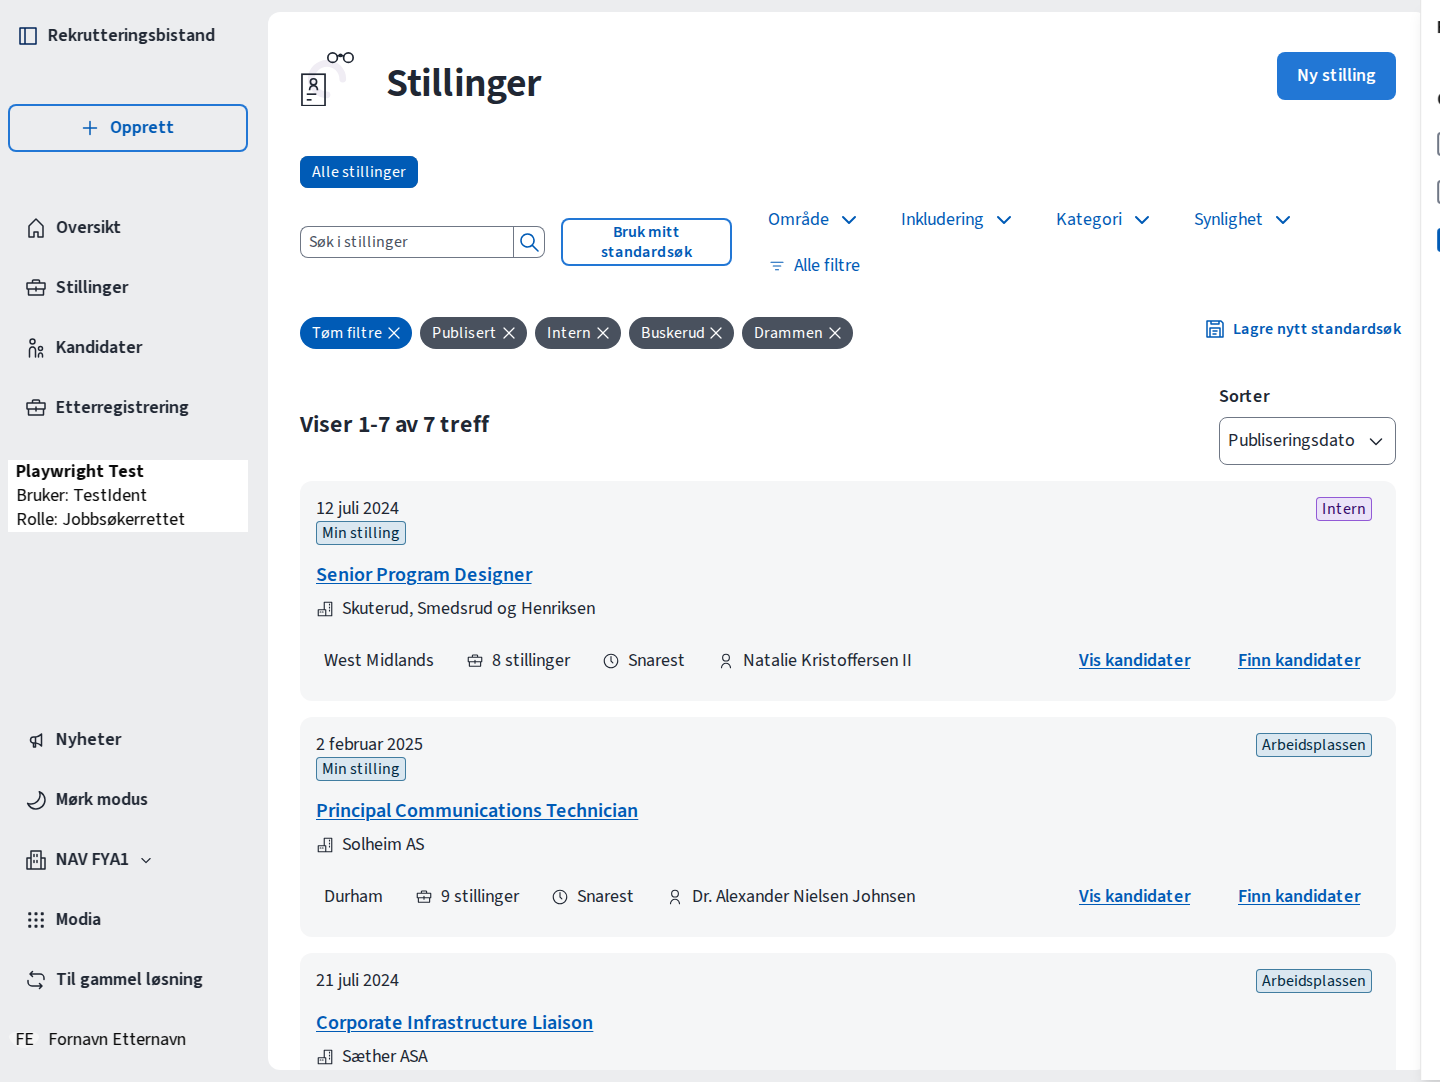 Rekrutteringsbistand
Opprett
Oversikt
Stillinger
Kandidater
Etterregistrering
Playwright Test
Bruker: TestIdent
Rolle: Jobbsøkerrettet
Nyheter
Mørk modus
NAV FYA1
Modia
Til gammel løsning
FE Fornavn Etternavn
Stillinger
Ny stilling
Alle stillinger
Søk i stillinger
Bruk mitt
standardsøk
Område Inkludering Kategori Synlighet
Alle filtre
Tøm filtre Publisert Intern Buskerud Drammen
Lagre nytt standardsøk
Viser 1-7 av 7 treff
Sorter
Publiseringsdato
12 juli 2024
Intern
Min stilling
Senior Program Designer
Skuterud, Smedsrud og Henriksen
West Midlands 8 stillinger Snarest Natalie Kristoffersen II Vis kandidater Finn kandidater
2 februar 2025
Arbeidsplassen
Min stilling
Principal Communications Technician
Solheim AS
Durham 9 stillinger Snarest Dr. Alexander Nielsen Johnsen Vis kandidater Finn kandidater
21 juli 2024
Arbeidsplassen
Corporate Infrastructure Liaison
Sæther ASA